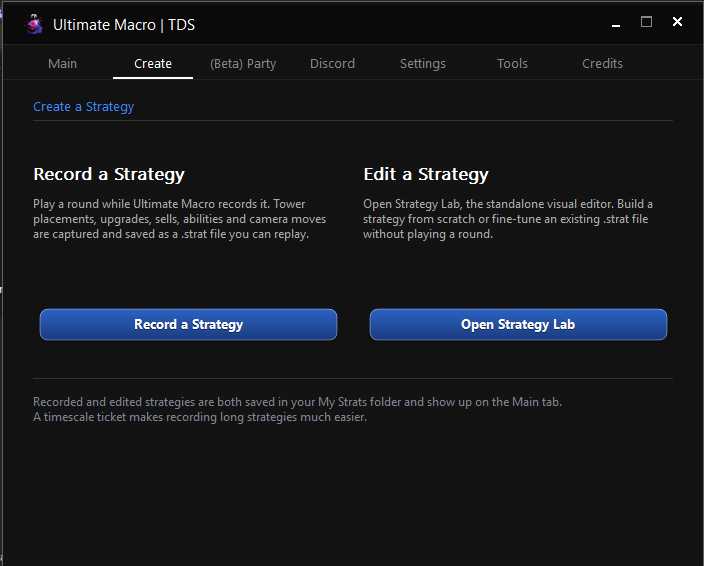 Ultimate Macro | TDS
Main Create (Beta) Party Discord Settings Tools Credits
Create a Strategy
Record a Strategy
Play a round while Ultimate Macro records it. Tower
placements, upgrades, sells, abilities and camera moves
are captured and saved as a .strat file you can replay.
Record a Strategy
Edit a Strategy
Open Strategy Lab, the standalone visual editor. Build a
strategy from scratch or fine-tune an existing .strat file
without playing a round.
Open Strategy Lab
Recorded and edited strategies are both saved in your My Strats folder and show up on the Main tab.
A timescale ticket makes recording long strategies much easier.